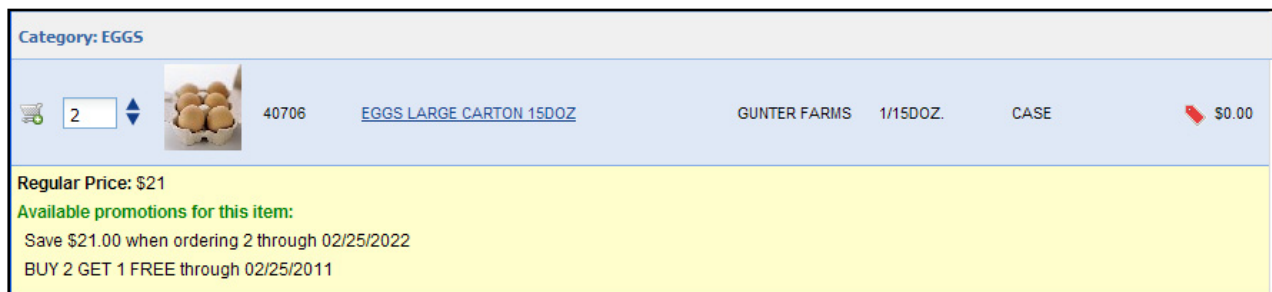 Category: EGGS
2 40706 EGGS LARGE CARTON 15DOZ GUNTER FARMS 1/15DOZ. CASE $0.00
Regular Price: $21
Available promotions for this item:
Save $21.00 when ordering 2 through 02/25/2022
BUY 2 GET 1 FREE through 02/25/2011